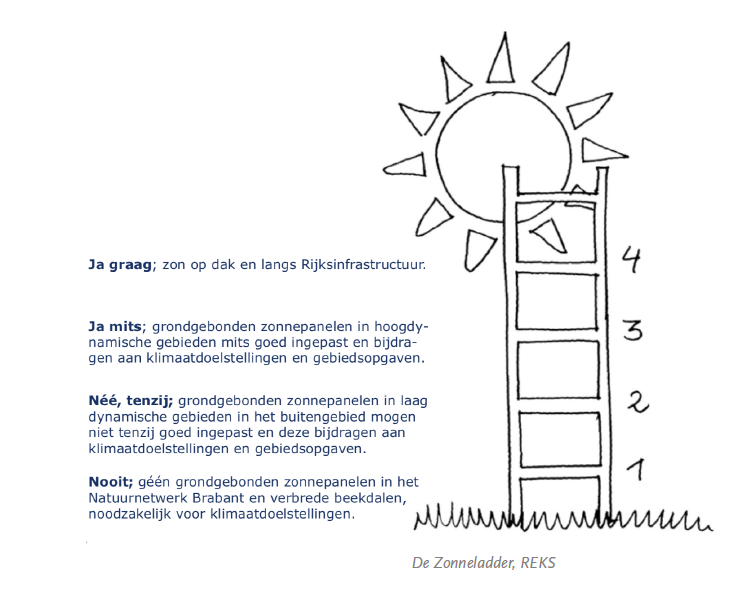 Ja graag; zon op dak en langs Rijksinfrastructuur.
4
Ja mits; grondgebonden zonnepanelen in hoogdy-
namische gebieden mits goed ingepast en bijdra-
gen aan klimaatdoelstellingen en gebiedsopgaven.
3
Néé, tenzij; grondgebonden zonnepanelen in laag
dynamische gebieden in het buitengebied mogen
niet tenzij goed ingepast en deze bijdragen aan
klimaatdoelstellingen en gebiedsopgaven.
2
Nooit; géén grondgebonden zonnepanelen in het
Natuurnetwerk Brabant en verbrede beekdalen,
noodzakelijk voor klimaatdoelstellingen.
1
De Zonneladder, REKS